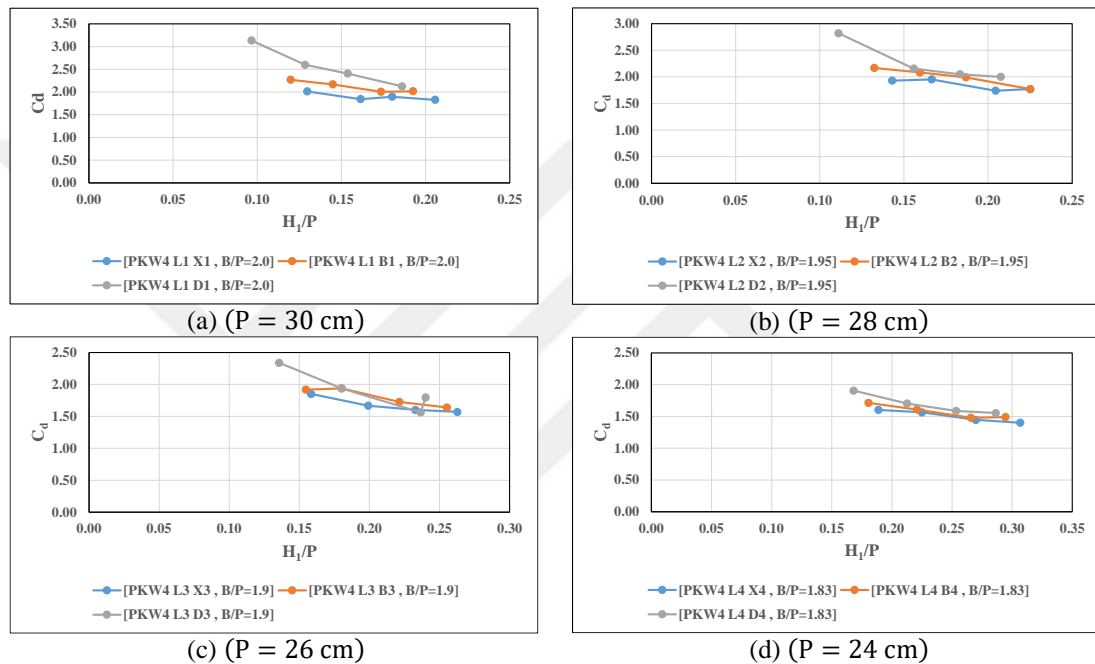 3.50
3.00
2.50
2.00
1.50
1.00
0.50
0.00
Cd
0.00 0.05 0.10 0.15 0.20 0.25
H₁/P
[PKW4 L1 X1 , B/P=2.0] [PKW4 L1 B1 , B/P=2.0]
[PKW4 L1 D1 , B/P=2.0]
(a) (P = 30 cm)
3.00
2.50
2.00
1.50
1.00
0.50
0.00
C_d
0.00 0.05 0.10 0.15 0.20 0.25
H₁/P
[PKW4 L2 X2 , B/P=1.95] [PKW4 L2 B2 , B/P=1.95]
[PKW4 L2 D2 , B/P=1.95]
(b) (P = 28 cm)
2.50
2.00
1.50
1.00
0.50
0.00
C_d
0.00 0.05 0.10 0.15 0.20 0.25 0.30
H₁/P
[PKW4 L3 X3 , B/P=1.9] [PKW4 L3 B3 , B/P=1.9]
[PKW4 L3 D3 , B/P=1.9]
(c) (P = 26 cm)
2.50
2.00
1.50
1.00
0.50
0.00
C_d
0.00 0.05 0.10 0.15 0.20 0.25 0.30 0.35
H₁/P
[PKW4 L4 X4 , B/P=1.83] [PKW4 L4 B4 , B/P=1.83]
[PKW4 L4 D4 , B/P=1.83]
(d) (P = 24 cm)